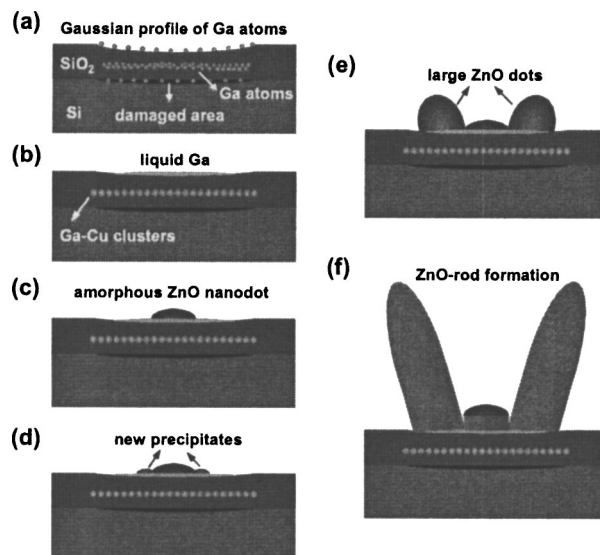 (a)
Gaussian profile of Ga atoms
SiO₂
Ga atoms
Si
damaged area
(b)
liquid Ga
Ga-Cu clusters
(c)
amorphous ZnO nanodot
(d)
new precipitates
(e)
large ZnO dots
(f)
ZnO-rod formation